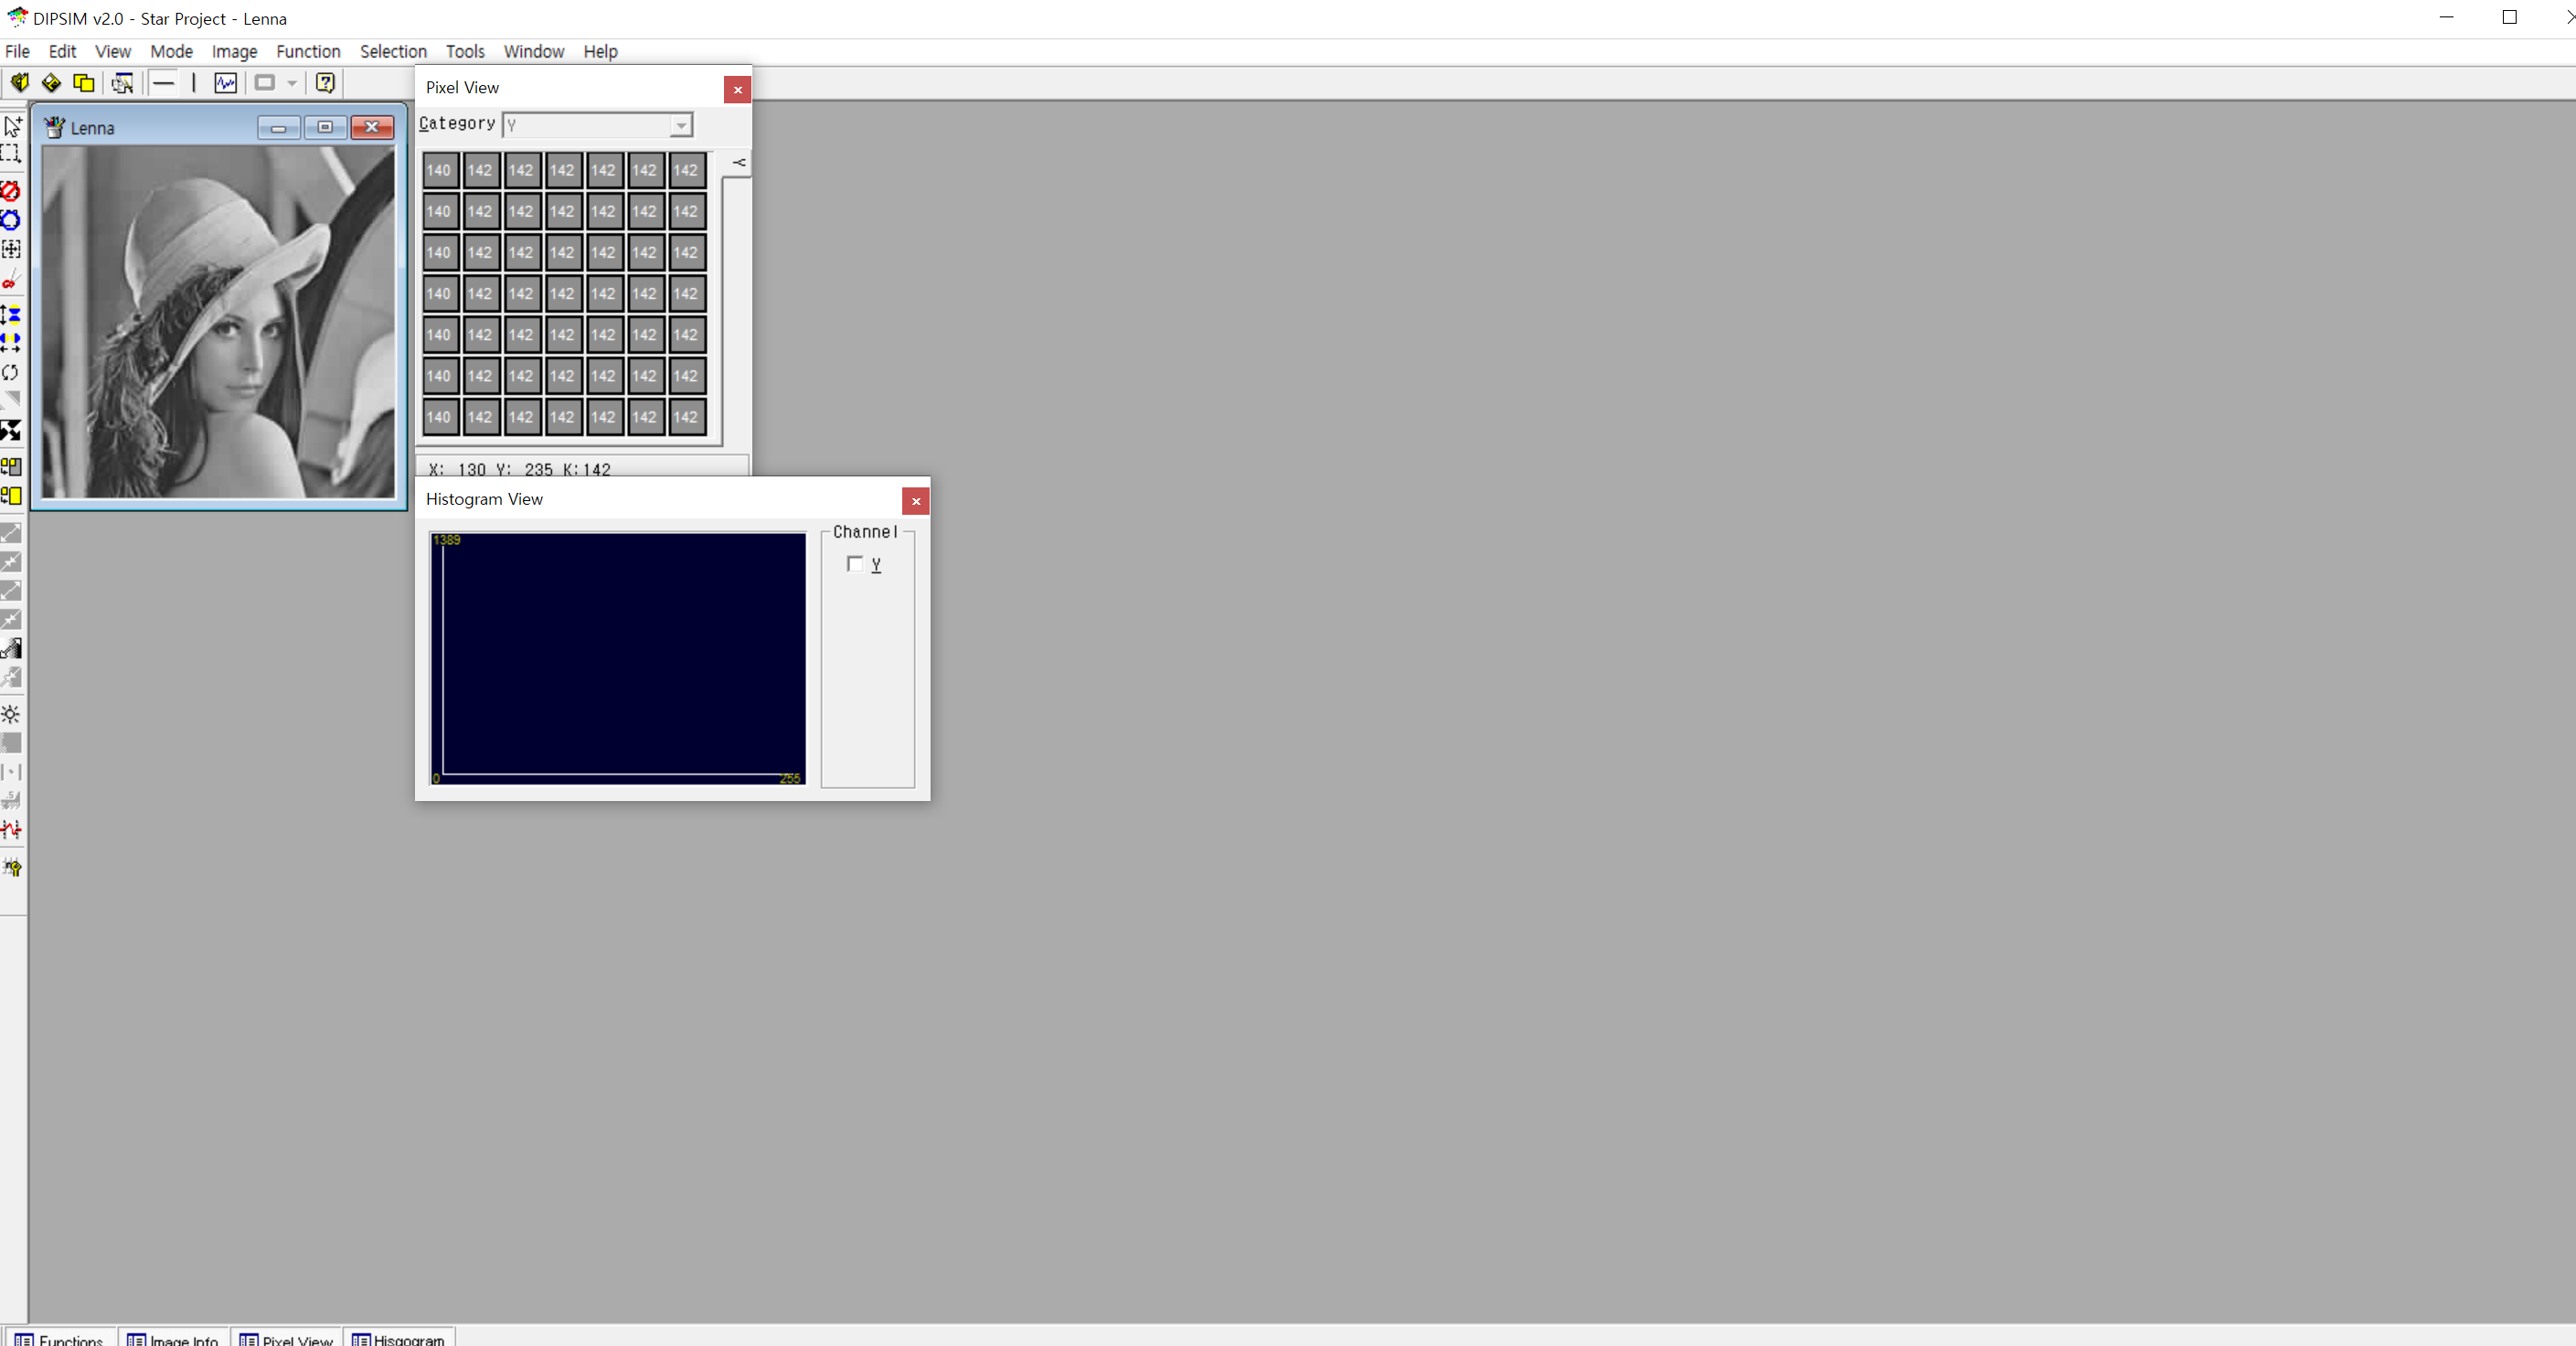 DIPSIM v2.0 - Star Project - Lenna
File Edit View Mode Image Function Selection Tools Window Help
Lenna
Pixel View
Category Y
140 142 142 142 142 142 142
140 142 142 142 142 142 142
140 142 142 142 142 142 142
140 142 142 142 142 142 142
140 142 142 142 142 142 142
140 142 142 142 142 142 142
140 142 142 142 142 142 142
Y
X: 130 Y: 235 K:142
Histogram View
1389
0 255
Channel
Y
Functions Image Info Pixel View Hisgogram